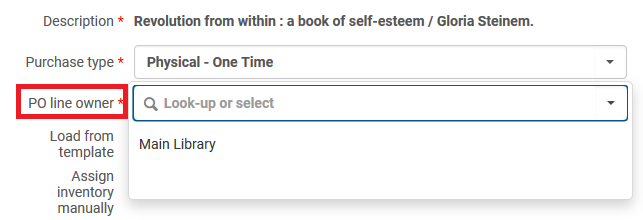 Description * Revolution from within : a book of self-esteem / Gloria Steinem.
Purchase type * Physical - One Time
PO line owner * Look-up or select
Main Library
Load from
template
Assign
inventory
manually